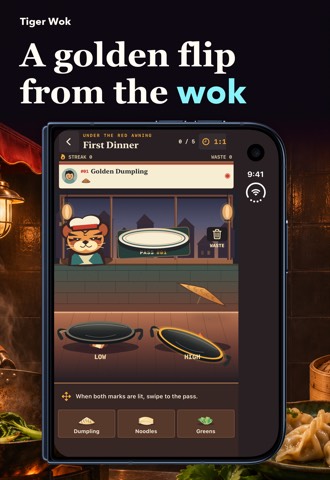 Tiger Wok
A golden flip
from the wok
UNDER THE RED AWNING
First Dinner
0 / 5
1:1
STREAK 0
WASTE 0
9:41
001 Golden Dumpling
WASTE
PASS 001
LOW
HIGH
When both marks are lit, swipe to the pass.
Dumpling
Noodles
Greens